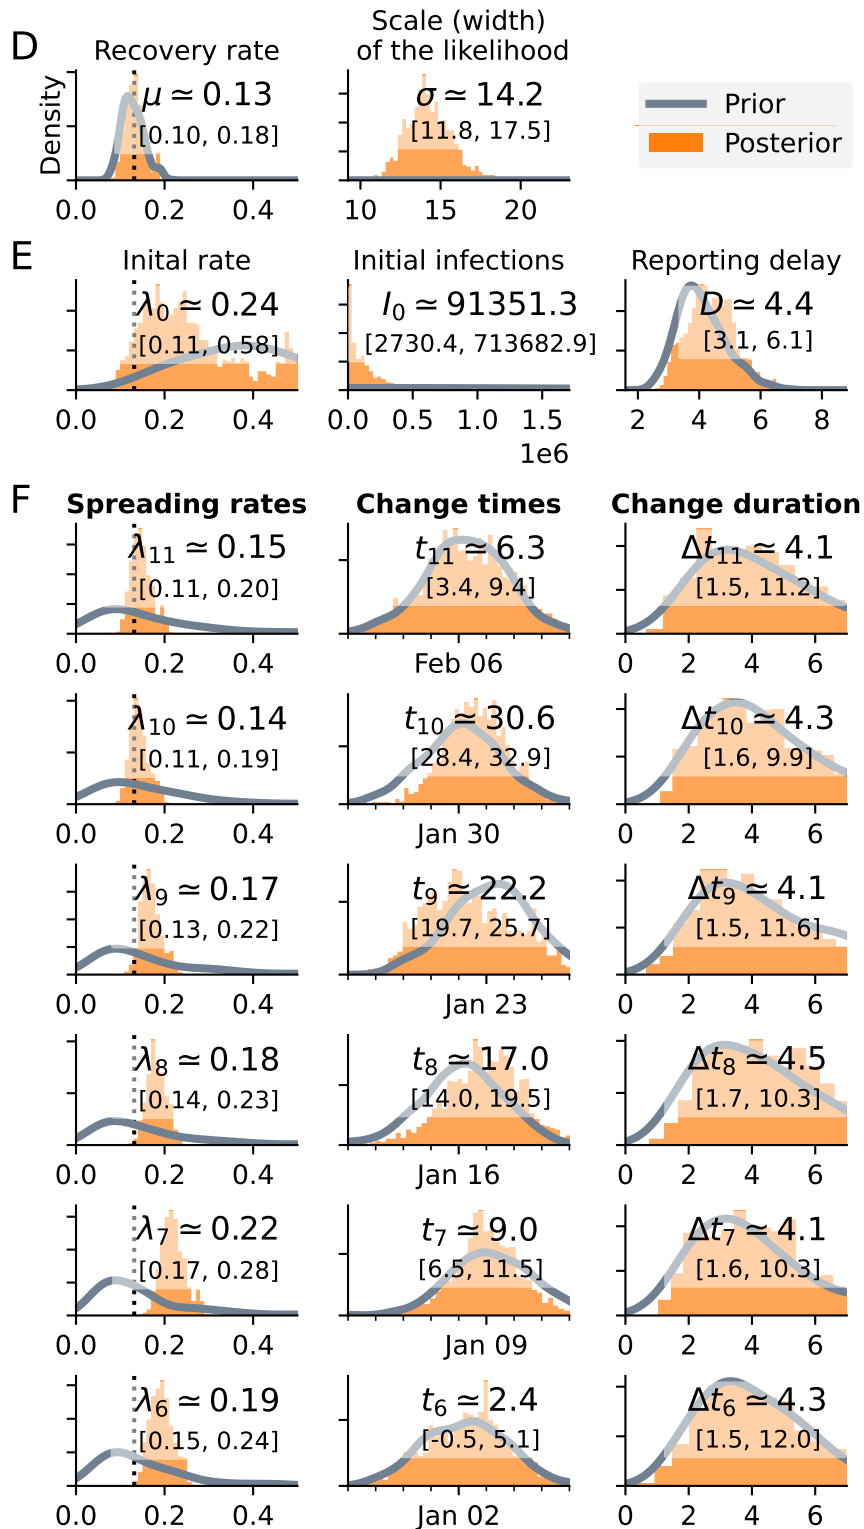 D
Recovery rate
Scale (width)
of the likelihood
Density
μ ≃ 0.13
[0.10, 0.18]
σ ≃ 14.2
[11.8, 17.5]
Prior
Posterior
0.0 0.2 0.4
10 15 20
E
Inital rate
Initial infections
Reporting delay
λ0 ≃ 0.24
[0.11, 0.58]
I0 ≃ 91351.3
[2730.4, 713682.9]
D ≃ 4.4
[3.1, 6.1]
0.0 0.2 0.4
0.0 0.5 1.0 1.5
1e6
2 4 6 8
F
Spreading rates
Change times
Change duration
λ11 ≃ 0.15
[0.11, 0.20]
t11 ≃ 6.3
[3.4, 9.4]
Δt11 ≃ 4.1
[1.5, 11.2]
0.0 0.2 0.4
Feb 06
0 2 4 6
λ10 ≃ 0.14
[0.11, 0.19]
t10 ≃ 30.6
[28.4, 32.9]
Δt10 ≃ 4.3
[1.6, 9.9]
0.0 0.2 0.4
Jan 30
0 2 4 6
λ9 ≃ 0.17
[0.13, 0.22]
t9 ≃ 22.2
[19.7, 25.7]
Δt9 ≃ 4.1
[1.5, 11.6]
0.0 0.2 0.4
Jan 23
0 2 4 6
λ8 ≃ 0.18
[0.14, 0.23]
t8 ≃ 17.0
[14.0, 19.5]
Δt8 ≃ 4.5
[1.7, 10.3]
0.0 0.2 0.4
Jan 16
0 2 4 6
λ7 ≃ 0.22
[0.17, 0.28]
t7 ≃ 9.0
[6.5, 11.5]
Δt7 ≃ 4.1
[1.6, 10.3]
0.0 0.2 0.4
Jan 09
0 2 4 6
λ6 ≃ 0.19
[0.15, 0.24]
t6 ≃ 2.4
[-0.5, 5.1]
Δt6 ≃ 4.3
[1.5, 12.0]
0.0 0.2 0.4
Jan 02
0 2 4 6